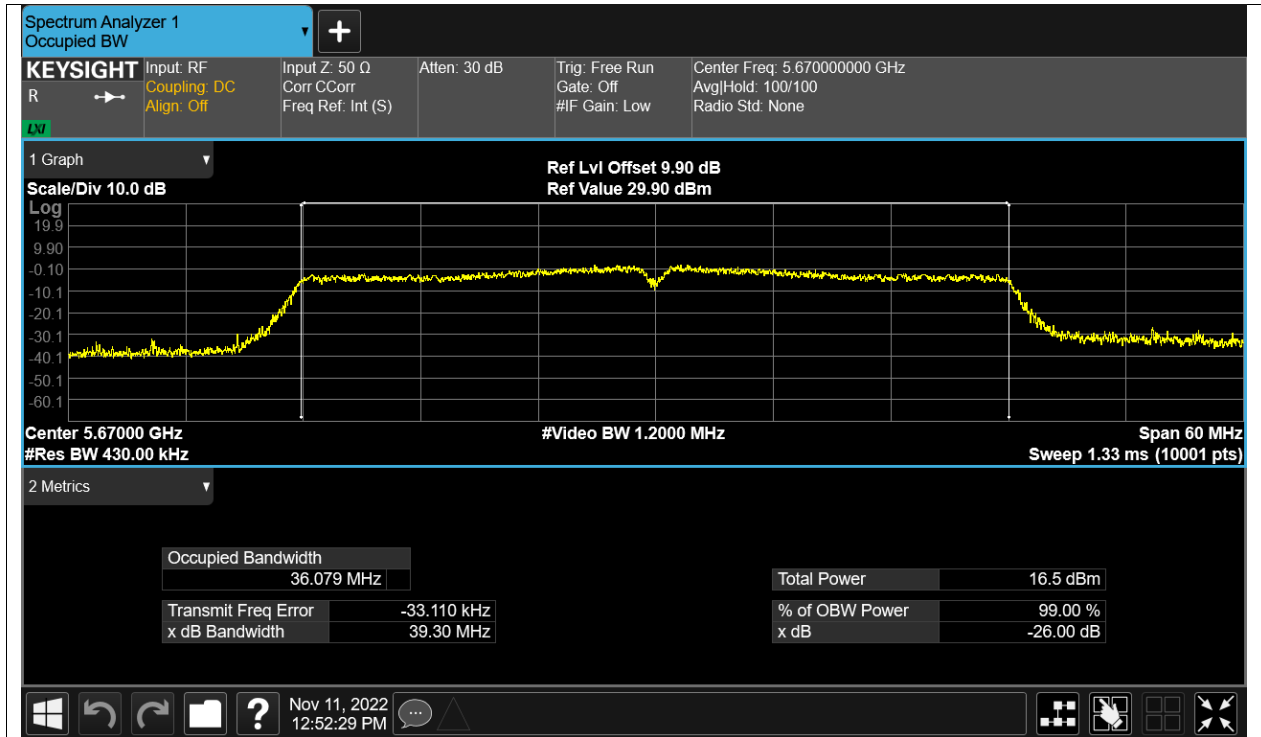 Spectrum Analyzer 1
Occupied BW
+
KEYSIGHT
R
LXI
Input: RF
Coupling: DC
Align: Off
Input Z: 50 Ω
Corr CCorr
Freq Ref: Int (S)
Atten: 30 dB
Trig: Free Run
Gate: Off
#IF Gain: Low
Center Freq: 5.670000000 GHz
Avg|Hold: 100/100
Radio Std: None
1 Graph
Scale/Div 10.0 dB
Ref Lvl Offset 9.90 dB
Ref Value 29.90 dBm
Log
19.9
9.90
-0.10
-10.1
-20.1
-30.1
-40.1
-50.1
-60.1
Center 5.67000 GHz
#Video BW 1.2000 MHz
Span 60 MHz
#Res BW 430.00 kHz
Sweep 1.33 ms (10001 pts)
2 Metrics
Occupied Bandwidth
36.079 MHz
Total Power 16.5 dBm
Transmit Freq Error -33.110 kHz
% of OBW Power 99.00 %
x dB Bandwidth 39.30 MHz
x dB -26.00 dB
?
Nov 11, 2022
12:52:29 PM